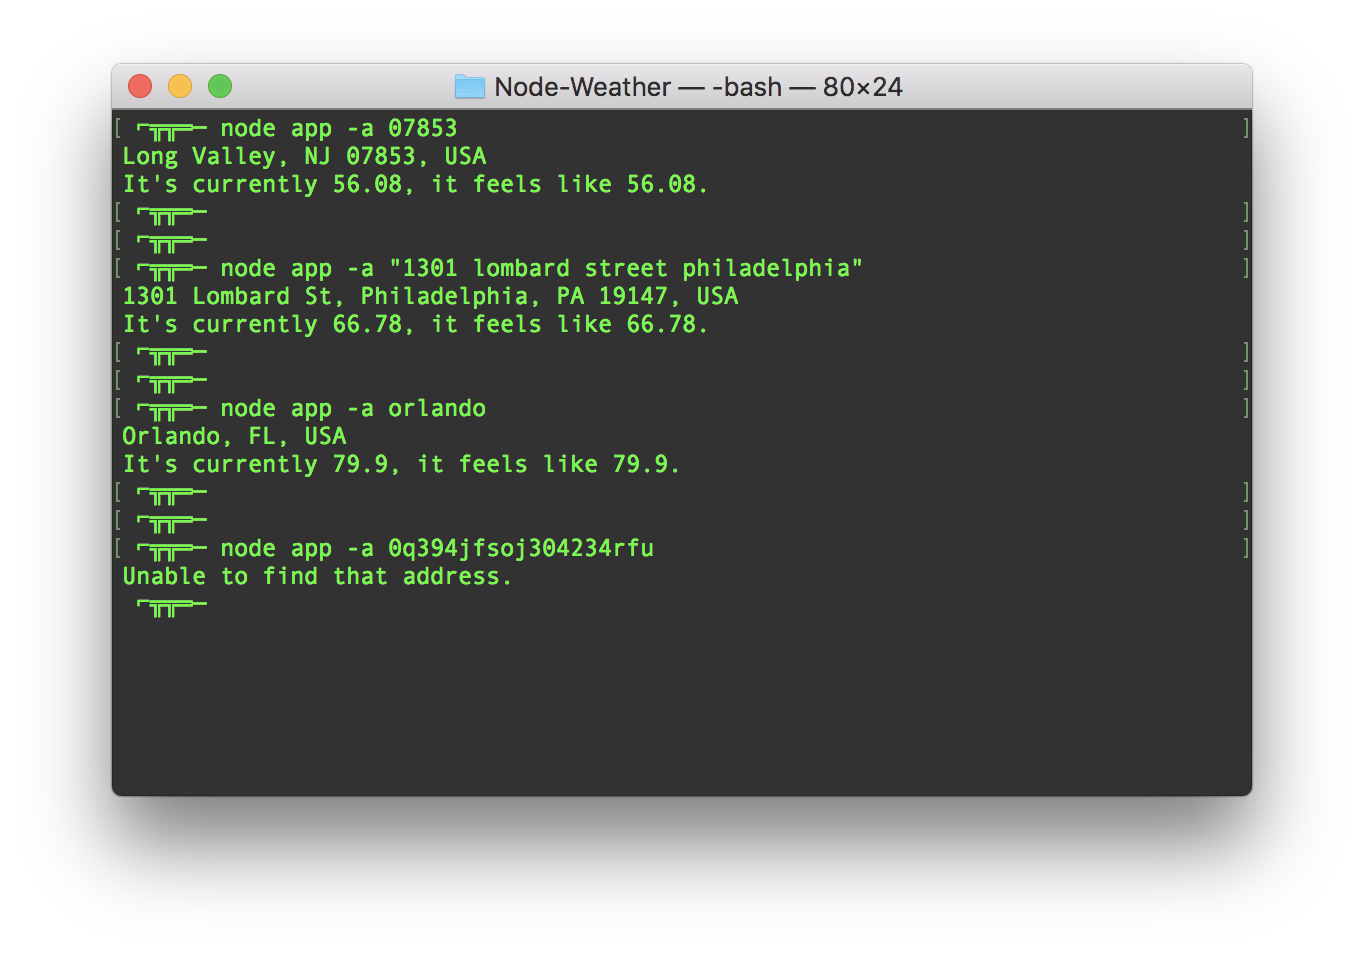 Node-Weather — -bash — 80×24
[ ┌╦╦═─ node app -a 07853 ]
Long Valley, NJ 07853, USA
It's currently 56.08, it feels like 56.08.
[ ┌╦╦═─ ]
[ ┌╦╦═─ ]
[ ┌╦╦═─ node app -a "1301 lombard street philadelphia" ]
1301 Lombard St, Philadelphia, PA 19147, USA
It's currently 66.78, it feels like 66.78.
[ ┌╦╦═─ ]
[ ┌╦╦═─ ]
[ ┌╦╦═─ node app -a orlando ]
Orlando, FL, USA
It's currently 79.9, it feels like 79.9.
[ ┌╦╦═─ ]
[ ┌╦╦═─ ]
[ ┌╦╦═─ node app -a 0q394jfsoj304234rfu ]
Unable to find that address.
┌╦╦═─